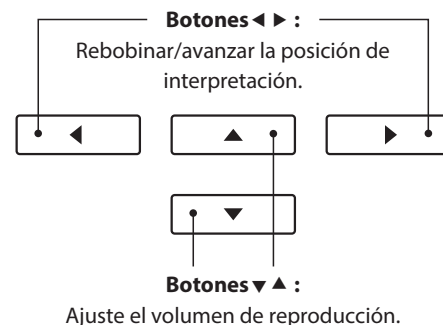 Botones ◀ ▶ :
Rebobinar/avanzar la posición de
interpretación.
◀ ▲ ▶
▼
Botones ▼ ▲ :
Ajuste el volumen de reproducción.